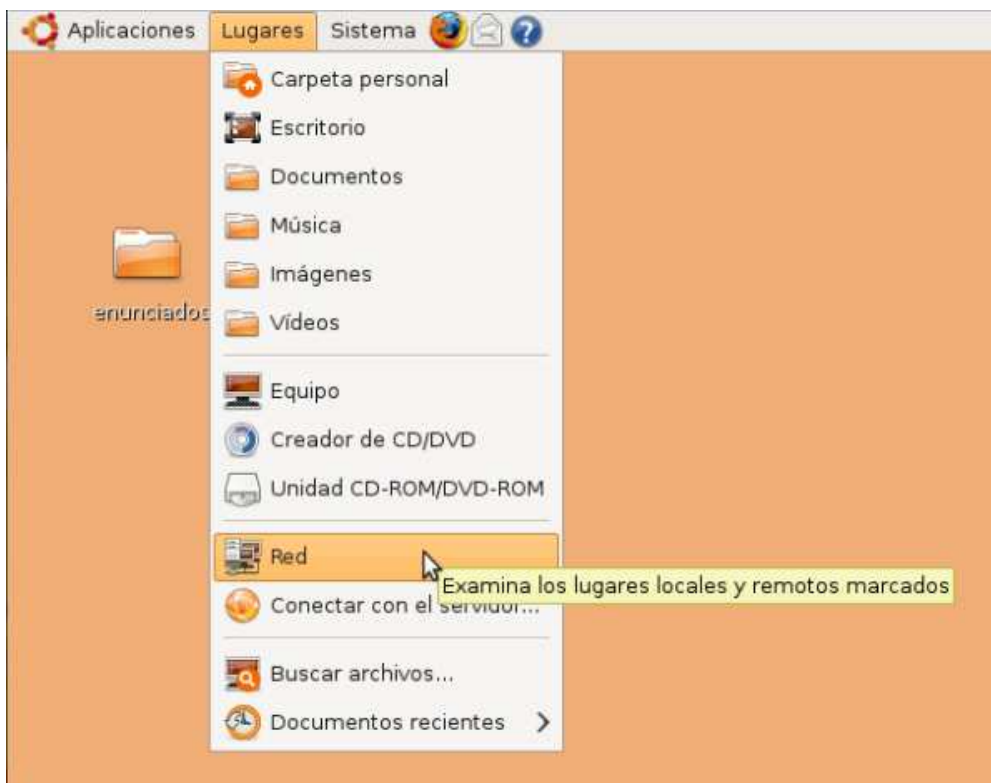 Aplicaciones Lugares Sistema
Carpeta personal
Escritorio
Documentos
Música
enunciados
Imágenes
Vídeos
Equipo
Creador de CD/DVD
Unidad CD-ROM/DVD-ROM
Red
Examina los lugares locales y remotos marcados
Conectar con el servidor...
Buscar archivos...
Documentos recientes